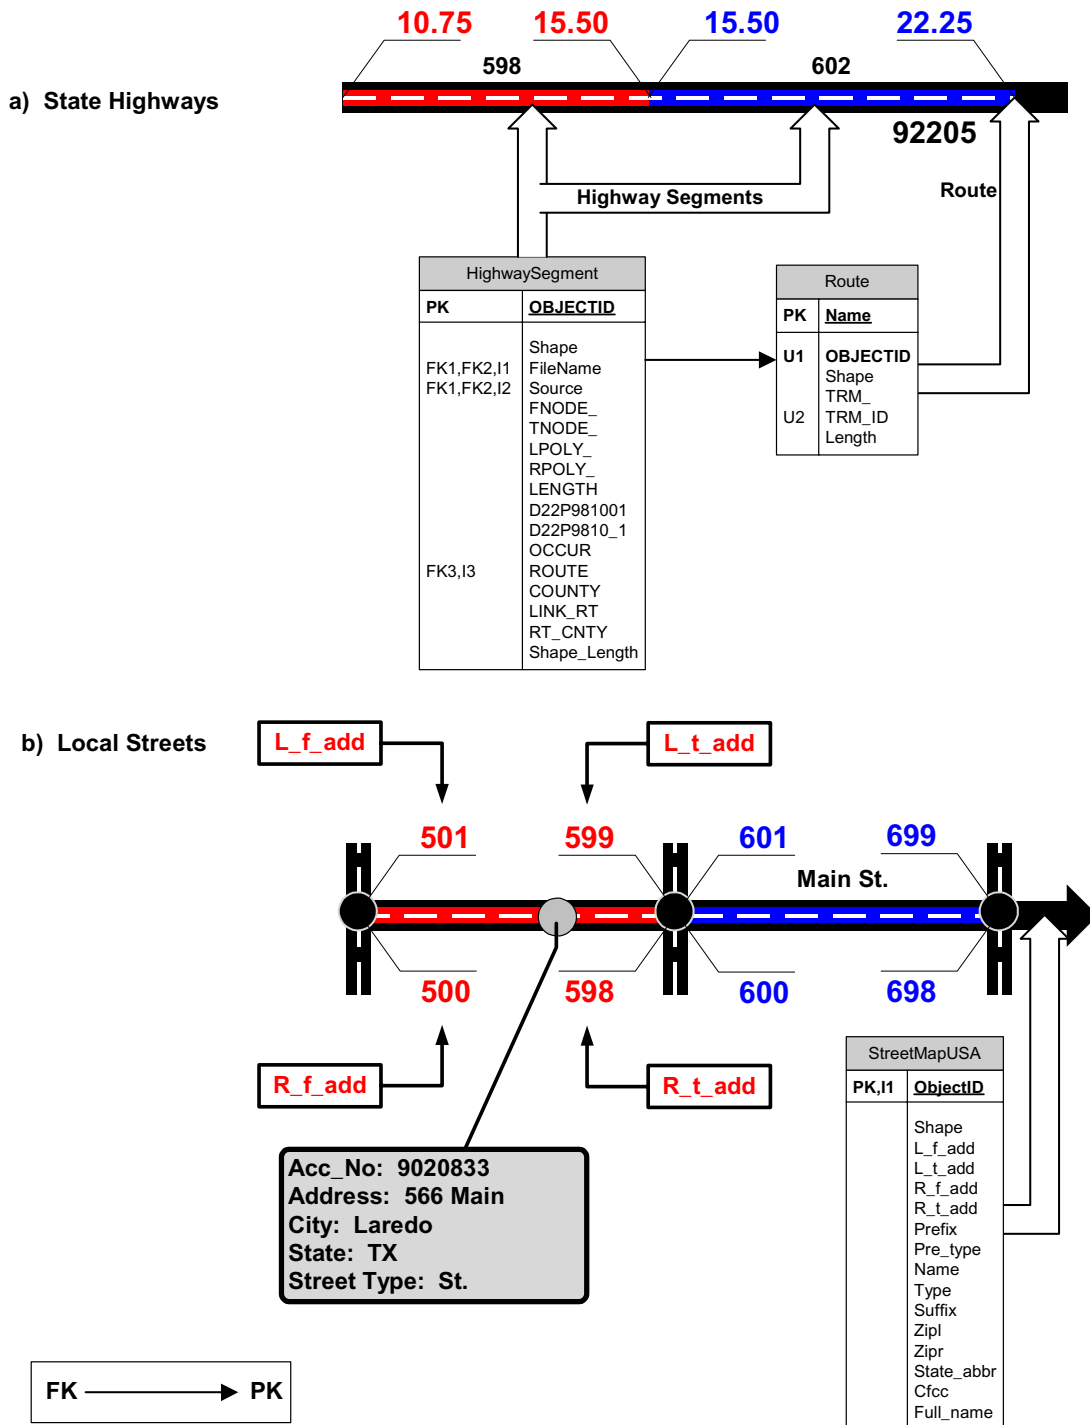 10.75 15.50 15.50 22.25
598 602
a) State Highways
92205
Highway Segments
Route
HighwaySegment
PK OBJECTID
Shape
FK1,FK2,I1 FileName
FK1,FK2,I2 Source
FNODE_
TNODE_
LPOLY_
RPOLY_
LENGTH
D22P981001
D22P9810_1
OCCUR
FK3,I3 ROUTE
COUNTY
LINK_RT
RT_CNTY
Shape_Length
Route
PK Name
U1 OBJECTID
Shape
TRM_
U2 TRM_ID
Length
b) Local Streets
L_f_add L_t_add
501 599 601 699
Main St.
500 598 600 698
R_f_add R_t_add
Acc_No: 9020833
Address: 566 Main
City: Laredo
State: TX
Street Type: St.
StreetMapUSA
PK,I1 ObjectID
Shape
L_f_add
L_t_add
R_f_add
R_t_add
Prefix
Pre_type
Name
Type
Suffix
Zipl
Zipr
State_abbr
Cfcc
Full_name
FK PK